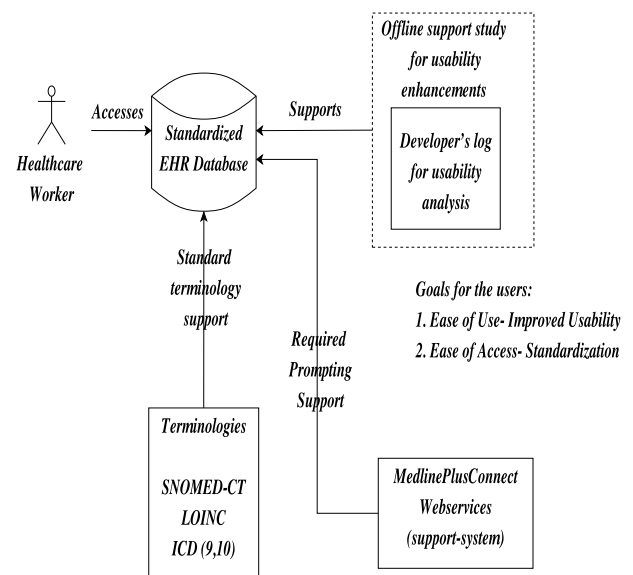 Offline support study
for usability
enhancements
Developer's log
for usability
analysis
Supports
Accesses
Healthcare
Worker
Standardized
EHR Database
Standard
terminology
support
Required
Prompting
Support
Goals for the users:
1. Ease of Use- Improved Usability
2. Ease of Access- Standardization
Terminologies
SNOMED-CT
LOINC
ICD (9,10)
MedlinePlusConnect
Webservices
(support-system)